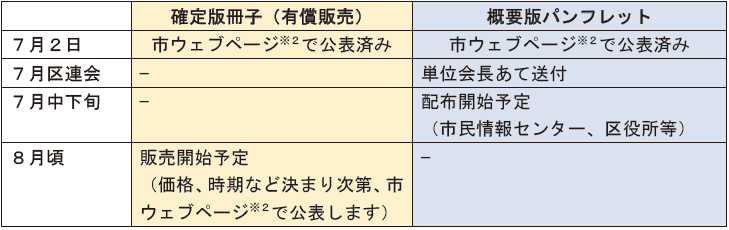 確定版冊子（有償販売） 概要版パンフレット
７月２日 市ウェブページ※２で公表済み 市ウェブページ※２で公表済み
７月区連会 – 単位会長あて送付
７月中下旬 – 配布開始予定
（市民情報センター、区役所等）
８月頃 販売開始予定 –
（価格、時期など決まり次第、市
ウェブページ※２で公表します）